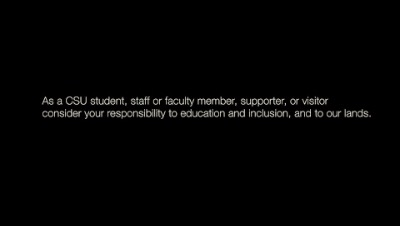 As a CSU student, staff or faculty member, supporter, or visitor
consider your responsibility to education and inclusion, and to our lands.